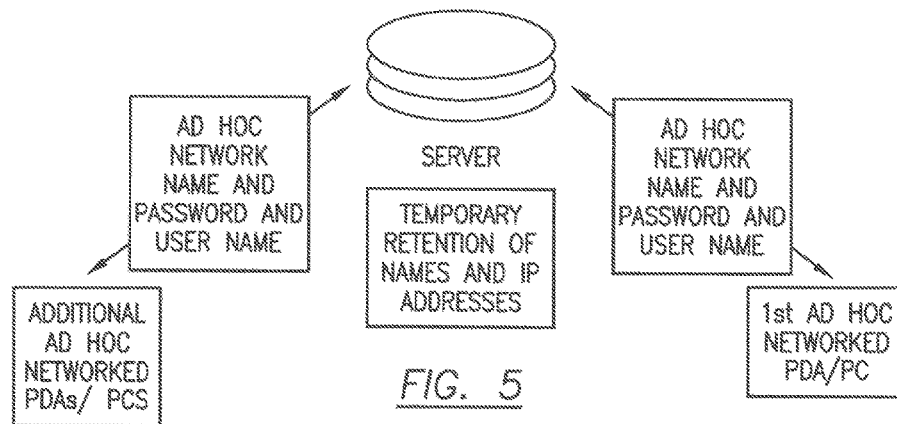 AD HOC
NETWORK
NAME AND
PASSWORD AND
USER NAME
SERVER
AD HOC
NETWORK
NAME AND
PASSWORD AND
USER NAME
TEMPORARY
RETENTION OF
NAMES AND IP
ADDRESSES
ADDITIONAL
AD HOC
NETWORKED
PDAs/ PCS
1st AD HOC
NETWORKED
PDA/PC
FIG. 5